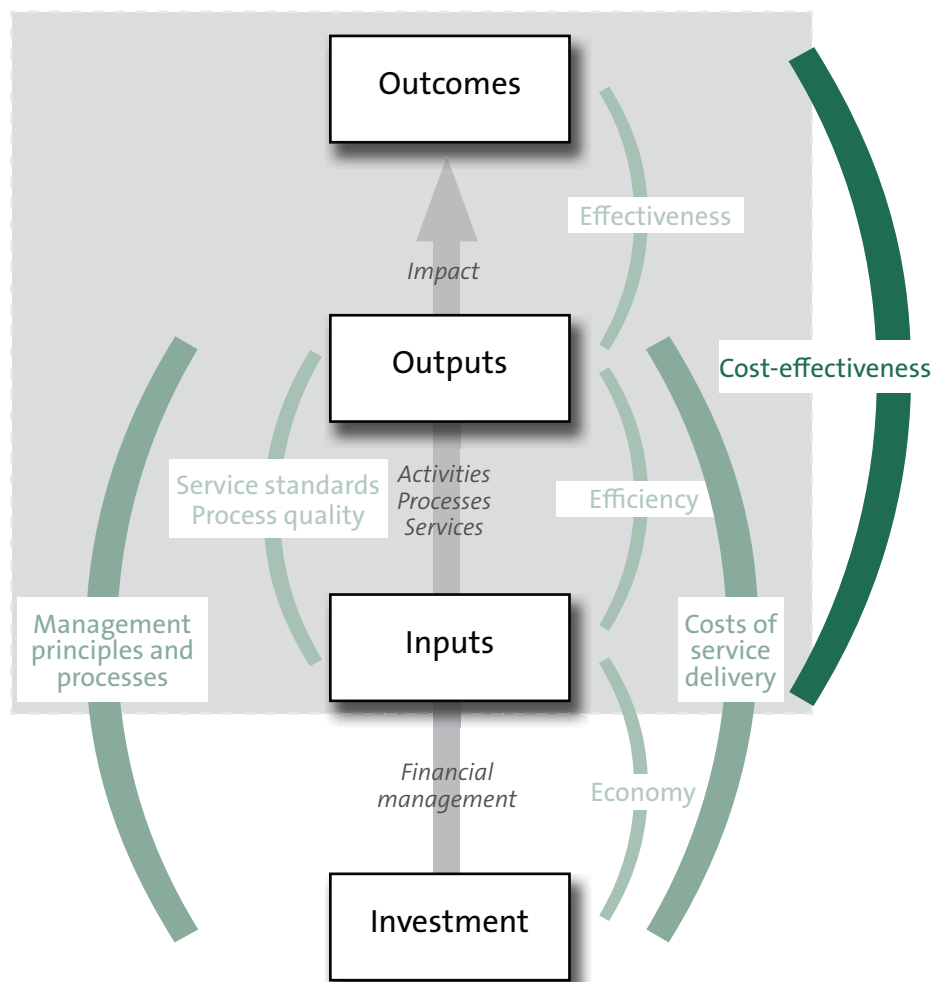 Outcomes
Effectiveness
Impact
Outputs
Cost-effectiveness
Service standards
Process quality
Activities
Processes
Services
Efficiency
Management
principles and
processes
Inputs
Costs of
service
delivery
Financial
management
Economy
Investment